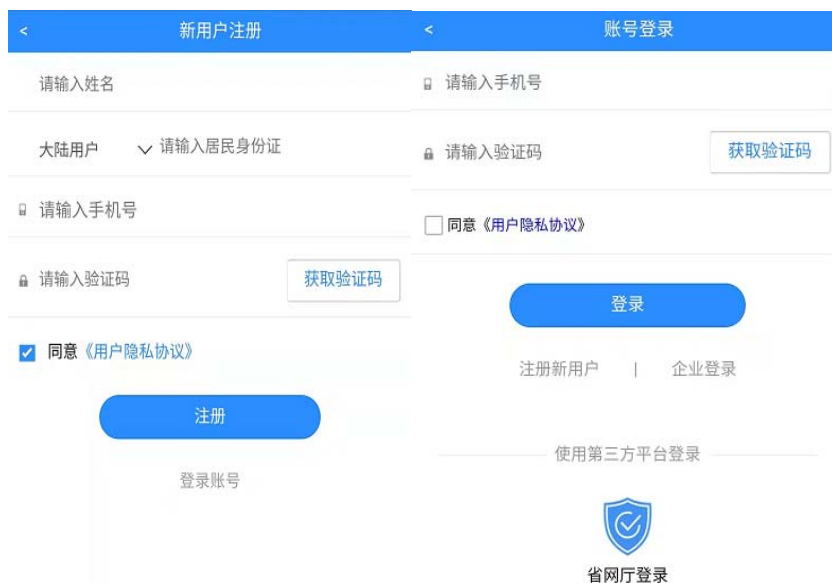 <
新用户注册
请输入姓名
大陆用户 请输入居民身份证
请输入手机号
请输入验证码 获取验证码
同意《用户隐私协议》
注册
登录账号
<
账号登录
请输入手机号
请输入验证码 获取验证码
同意《用户隐私协议》
登录
注册新用户 | 企业登录
使用第三方平台登录
省网厅登录